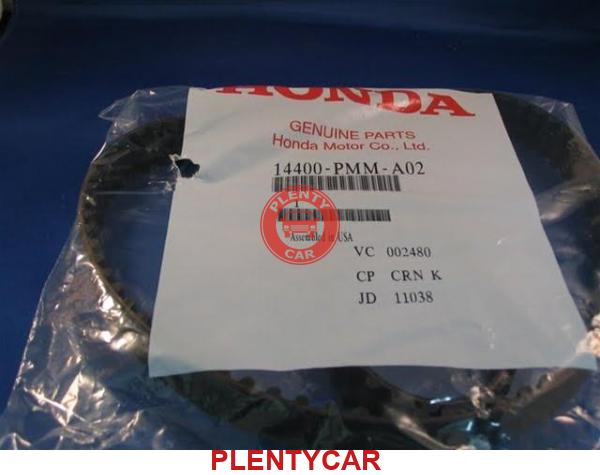 HONDA
GENUINE PARTS
Honda Motor Co., Ltd.
14400-PMM-A02
1
PLENTY
CAR
Assembled in USA
VC 002480
CP CRN K
JD 11038
PLENTYCAR